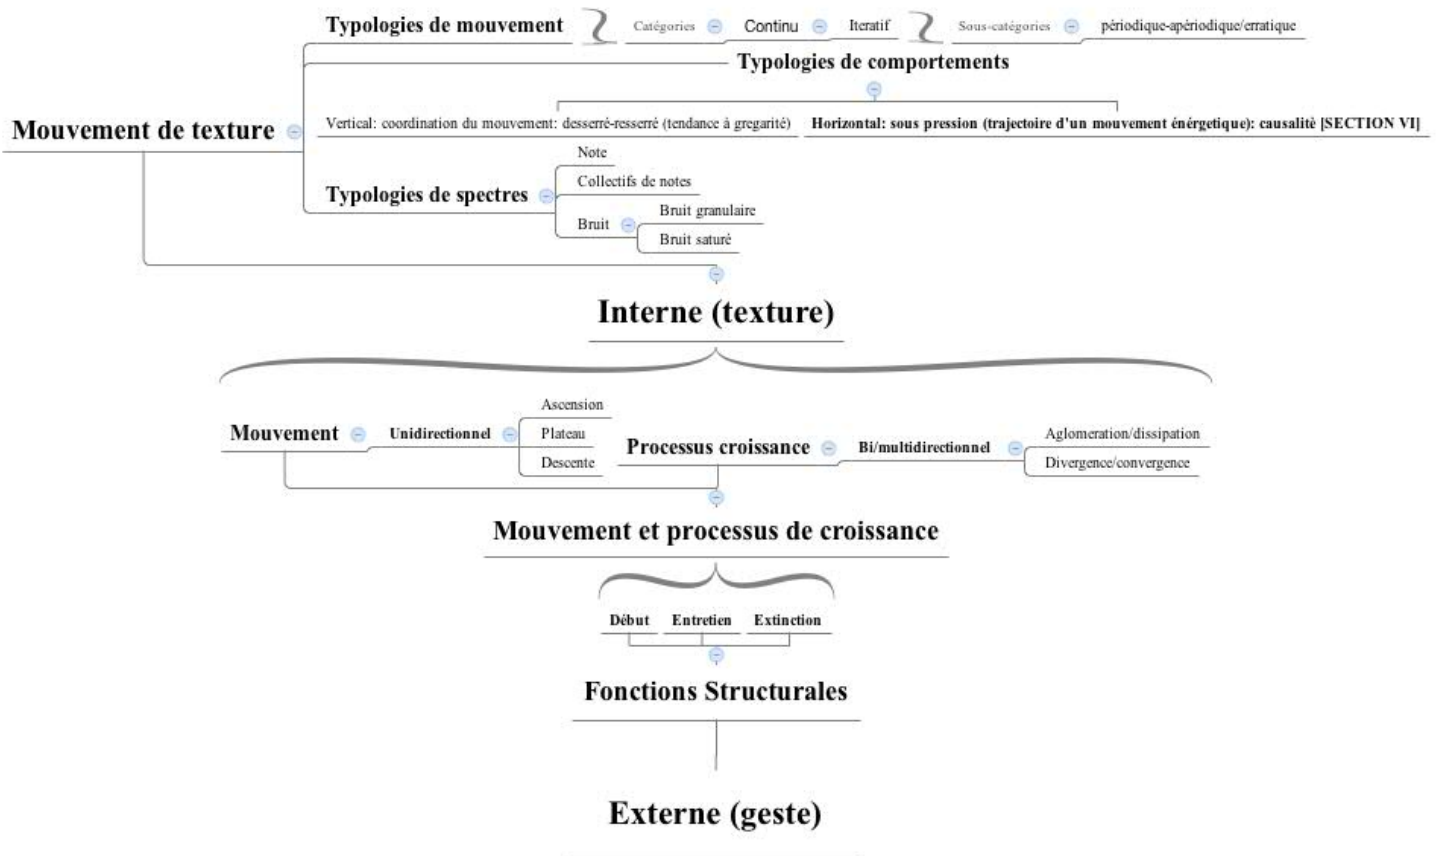 Typologies de mouvement Catégories Continu Iteratif Sous-catégories périodique-apériodique/erratique
Typologies de comportements
Mouvement de texture
Vertical: coordination du mouvement: desserré-resserré (tendance à gregarité) Horizontal: sous pression (trajectoire d'un mouvement énérgetique): causalitè [SECTION VI]
Note
Collectifs de notes
Typologies de spectres
Bruit
Bruit granulaire
Bruit saturé
Interne (texture)
Mouvement
Unidirectionnel
Ascension
Plateau
Descente
Processus croissance
Bi/multidirectionnel
Aglomeration/dissipation
Divergence/convergence
Mouvement et processus de croissance
Début Entretien Extinction
Fonctions Structurales
Externe (geste)